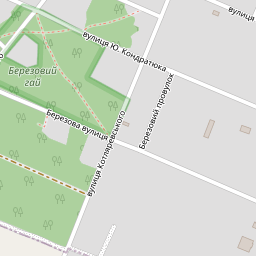 вулиця
вулиця Ю. Кондратюка
Березовий
гай
Березовий провулок
Березова вулиця
вулиця Котляревського